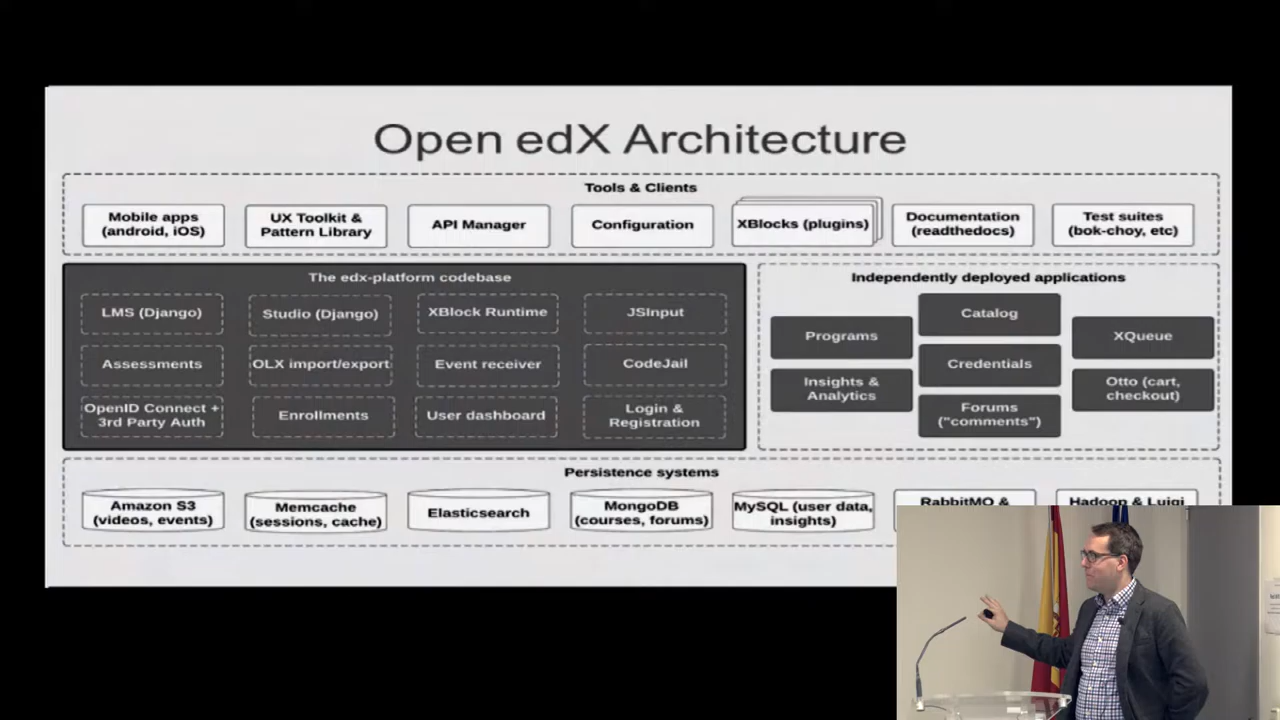 Open edX Architecture
Tools & Clients
Mobile apps
(android, iOS)
UX Toolkit &
Pattern Library
API Manager
Configuration
XBlocks (plugins)
Documentation
(readthedocs)
Test suites
(bok-choy, etc)
The edx-platform codebase
LMS (Django)
Studio (Django)
XBlock Runtime
JSInput
Assessments
OLX import/export
Event receiver
CodeJail
OpenID Connect +
3rd Party Auth
Enrollments
User dashboard
Login &
Registration
Independently deployed applications
Programs
Insights &
Analytics
Catalog
Credentials
Forums
("comments")
XQueue
Otto (cart,
checkout)
Persistence systems
Amazon S3
(videos, events)
Memcache
(sessions, cache)
Elasticsearch
MongoDB
(courses, forums)
MySQL (user data,
insights)
RabbitMQ &
Hadoop & Luigi